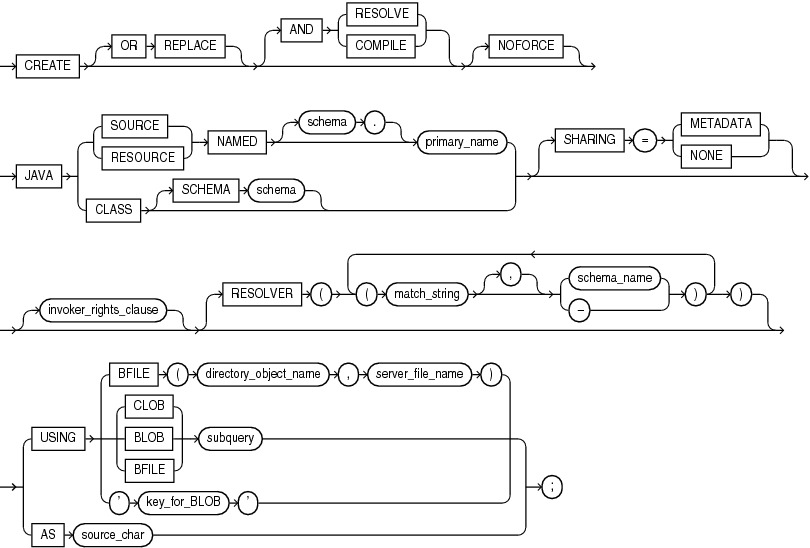 RESOLVE
OR REPLACE AND
COMPILE NOFORCE
CREATE
SOURCE schema . METADATA
NAMED SHARING =
RESOURCE primary_name NONE
JAVA
SCHEMA schema
CLASS
, schema_name
RESOLVER ( ( match_string ) )
invoker_rights_clause –
BFILE ( directory_object_name , server_file_name )
CLOB
USING BLOB subquery
BFILE
;
' key_for_BLOB '
AS source_char